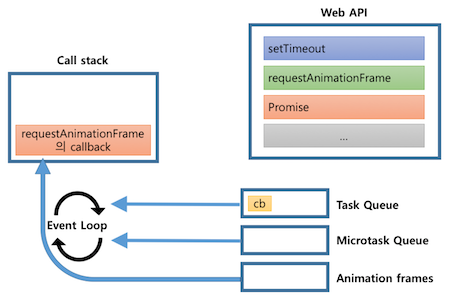 Web API
setTimeout
requestAnimationFrame
Promise
...
Call stack
requestAnimationFrame
의 callback
Event Loop
cb
Task Queue
Microtask Queue
Animation frames